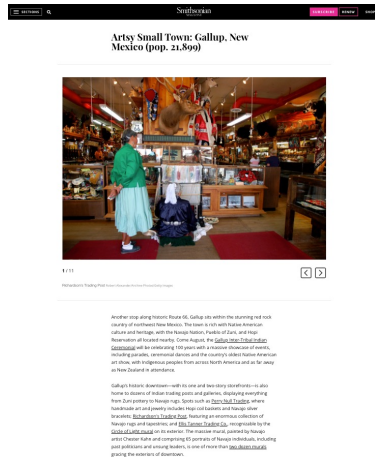 SECTIONS
Smithsonian
SUBSCRIBE
RENEW
SHOP
Artsy Small Town: Gallup, New
Mexico (pop. 21,899)
1 / 11
Richardson's Trading Post
Another stop along historic Route 66, Gallup sits within the stunning red rock
country of northwest New Mexico. The town is rich with Native American
culture and heritage, with the Navajo Nation, Pueblo of Zuni, and Hopi
Reservation all located nearby. Come August, the Gallup Inter-Tribal Indian
Ceremonial will be celebrating 100 years with a massive showcase of events,
including parades, ceremonial dances and the country's oldest Native American
art show, with Indigenous peoples from across North America and as far away
as New Zealand in attendance.
Gallup's historic downtown—with its one and two-story storefronts—is also
home to dozens of Indian trading posts and galleries, displaying everything
from Zuni pottery to Navajo rugs. Spots such as Perry Null Trading, where
handmade art and jewelry includes Hopi coil baskets and Navajo silver
bracelets; Richardson's Trading Post, featuring an enormous collection of
Navajo rugs and tapestries; and Ellis Tanner Trading Co., recognizable by the
Circle of Light mural on its exterior. The massive mural, painted by Navajo
artist Chester Kahn and comprising 65 portraits of Navajo individuals, including
past politicians and unsung leaders, is one of more than two dozen murals
gracing the exteriors of downtown.